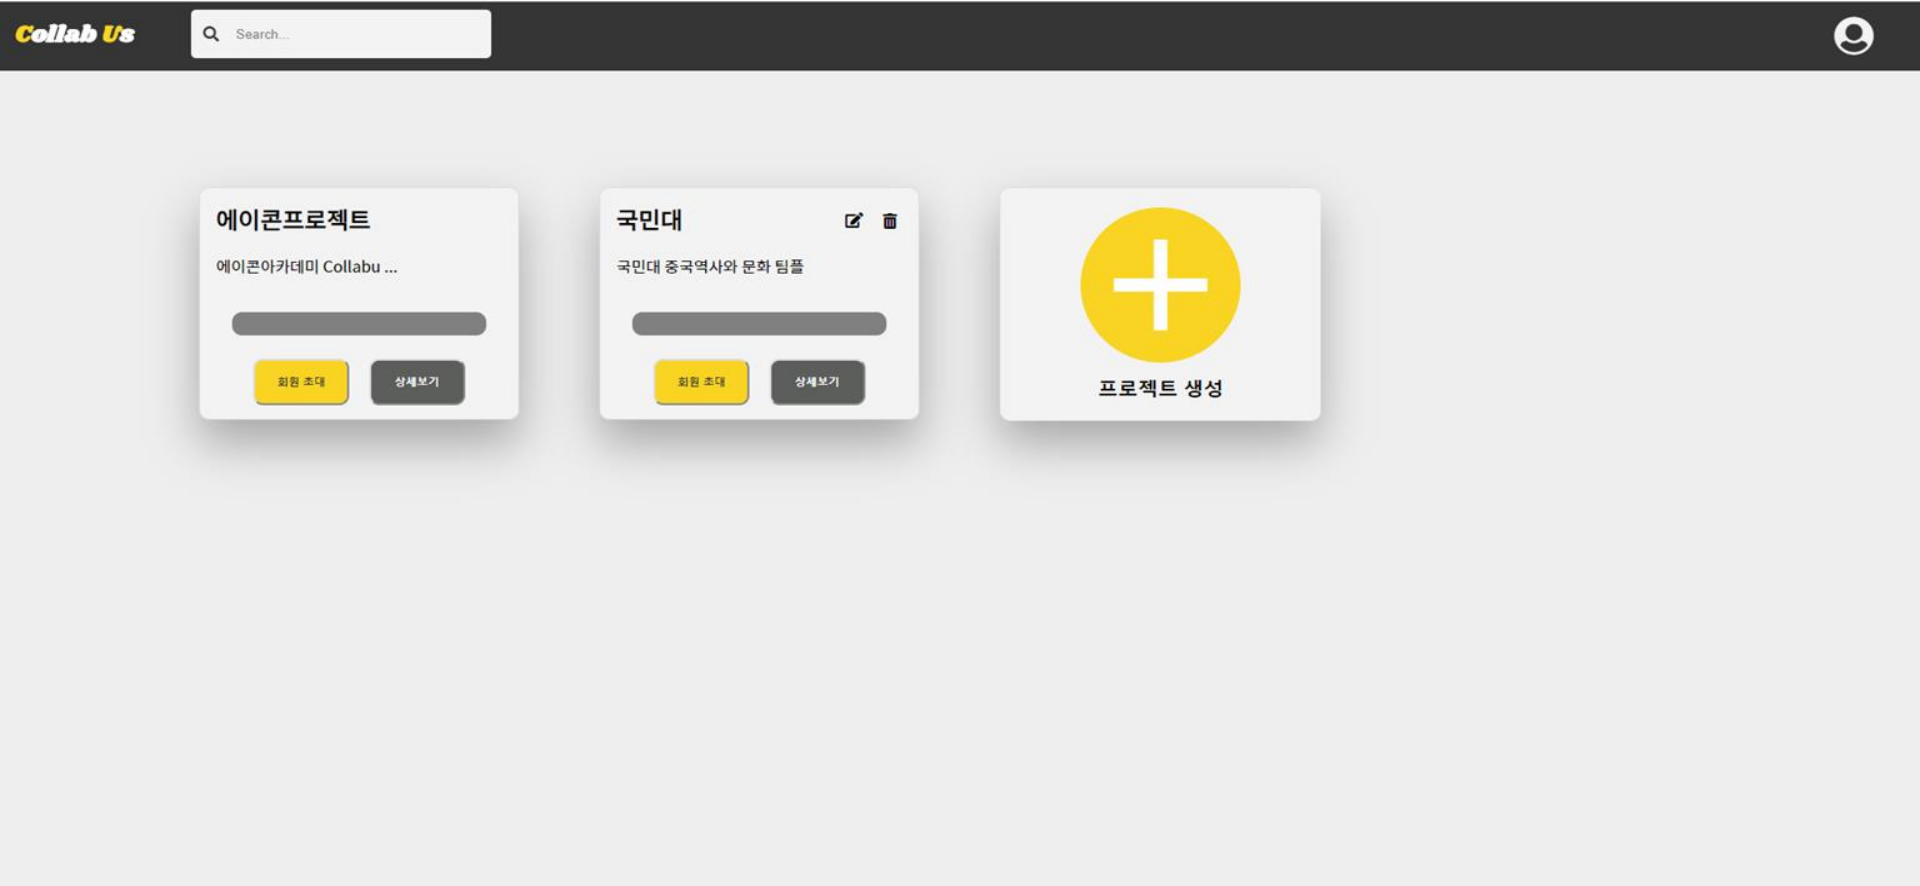 Collab Us
Search...
에이콘프로젝트
에이콘아카데미 Collabu ...
회원 초대
상세보기
국민대
국민대 중국역사와 문화 팀플
회원 초대
상세보기
프로젝트 생성